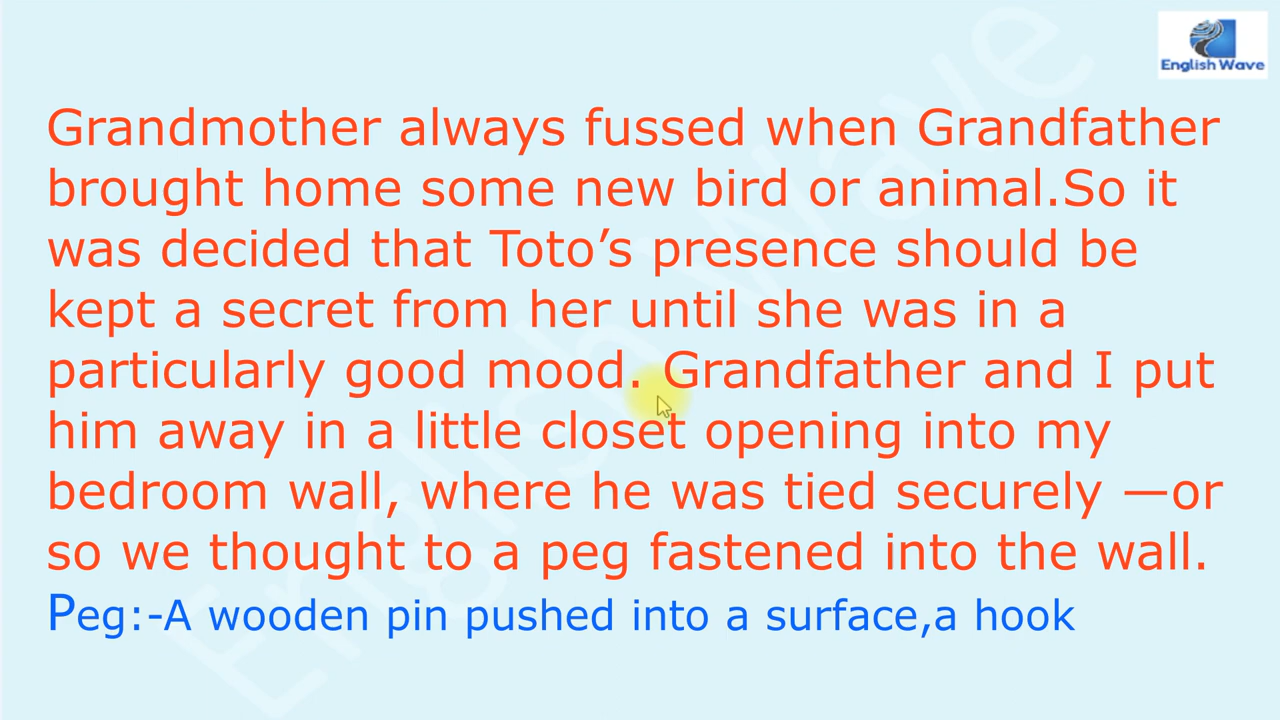 English Wave
Grandmother always fussed when Grandfather
brought home some new bird or animal.So it
was decided that Toto’s presence should be
kept a secret from her until she was in a
particularly good mood. Grandfather and I put
him away in a little closet opening into my
bedroom wall, where he was tied securely —or
so we thought to a peg fastened into the wall.
Peg:-A wooden pin pushed into a surface,a hook
English Wave